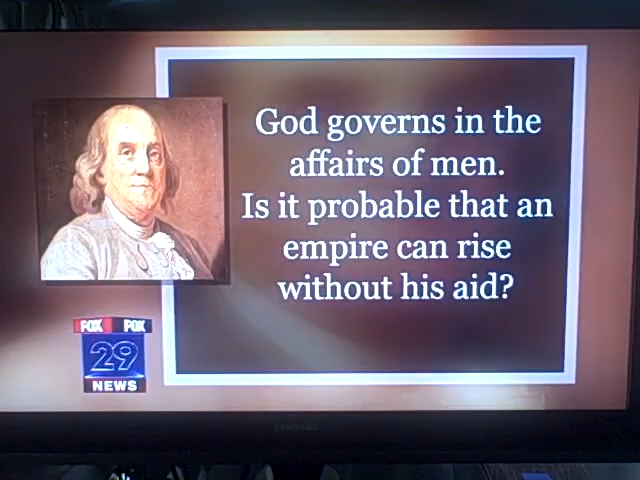 God governs in the
affairs of men.
Is it probable that an
empire can rise
without his aid?
FOX FOX
29
NEWS
SAMSUNG